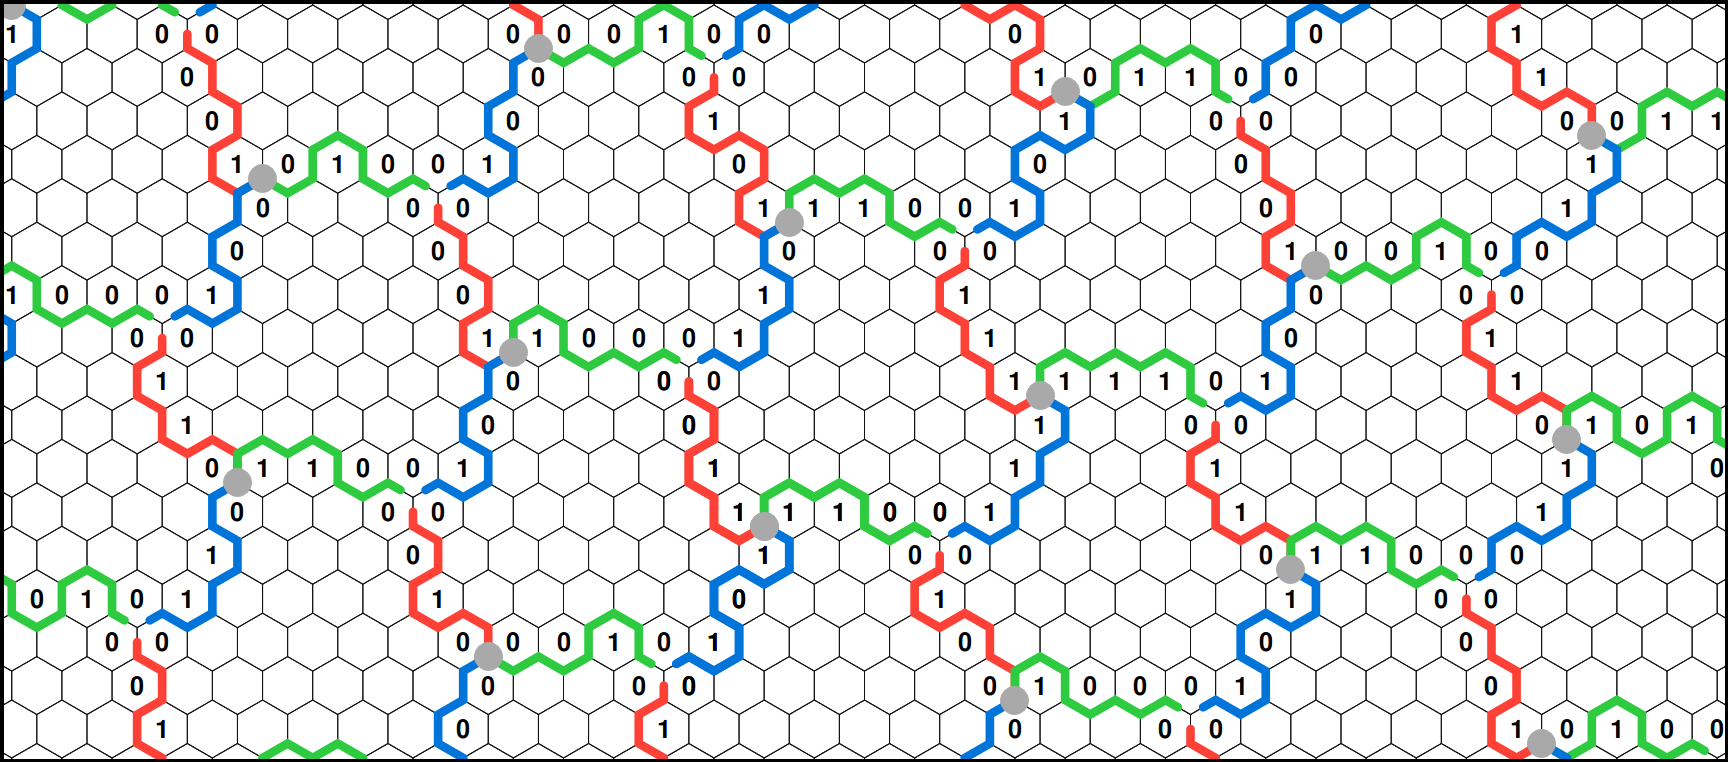 1 0 0 0 0 0 1 0 0 0 0 1
0 0 0 0 1 0 1 1 0 0 1
0 0 1 1 0 0 0 0 1 1
1 0 1 0 0 1 0 0 0 1
0 0 0 1 1 1 0 0 1 0 1
0 0 0 0 0 1 0 0 1 0 0
1 0 0 0 1 0 1 1 0 0 0
0 0 1 1 0 0 0 1 1 0 1
1 0 0 0 1 1 1 1 0 1 1
1 0 0 1 0 0 0 1 0 1
0 1 1 0 0 1 1 1 1 1 0
0 0 0 1 1 1 0 0 1 1 1
1 0 1 0 0 0 1 1 0 0 0
0 1 0 1 1 0 1 1 0 0
0 0 0 0 0 1 0 1 0 0 0
0 0 0 0 0 1 0 0 0 1 0
1 0 1 0 0 0 1 0 1 0 0